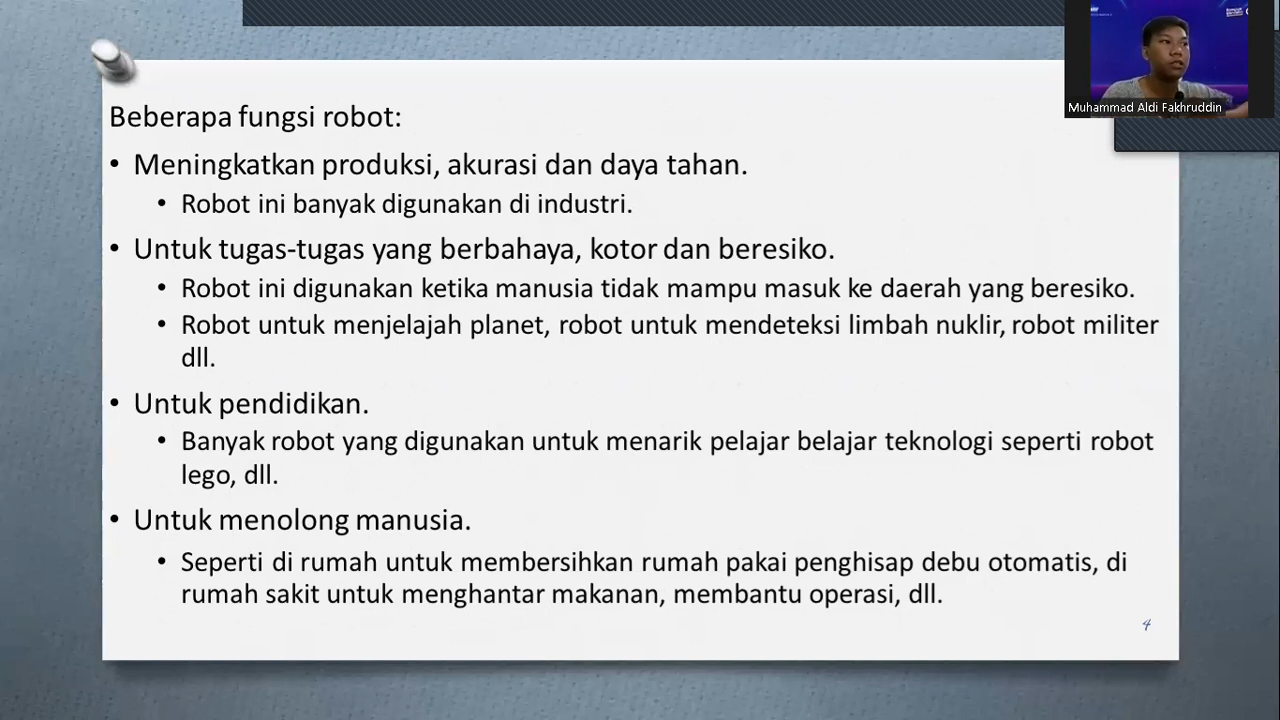 Beberapa fungsi robot:
• Meningkatkan produksi, akurasi dan daya tahan.
• Robot ini banyak digunakan di industri.
• Untuk tugas-tugas yang berbahaya, kotor dan beresiko.
• Robot ini digunakan ketika manusia tidak mampu masuk ke daerah yang beresiko.
• Robot untuk menjelajah planet, robot untuk mendeteksi limbah nuklir, robot militer
dll.
• Untuk pendidikan.
• Banyak robot yang digunakan untuk menarik pelajar belajar teknologi seperti robot
lego, dll.
• Untuk menolong manusia.
• Seperti di rumah untuk membersihkan rumah pakai penghisap debu otomatis, di
rumah sakit untuk menghantar makanan, membantu operasi, dll.
4
Muhammad Aldi Fakhruddin